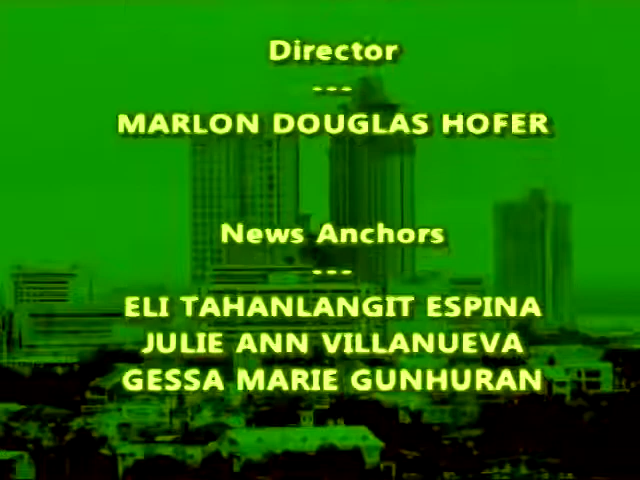 Director
---
MARLON DOUGLAS HOFER
News Anchors
---
ELI TAHANLANGIT ESPINA
JULIE ANN VILLANUEVA
GESSA MARIE GUNHURAN